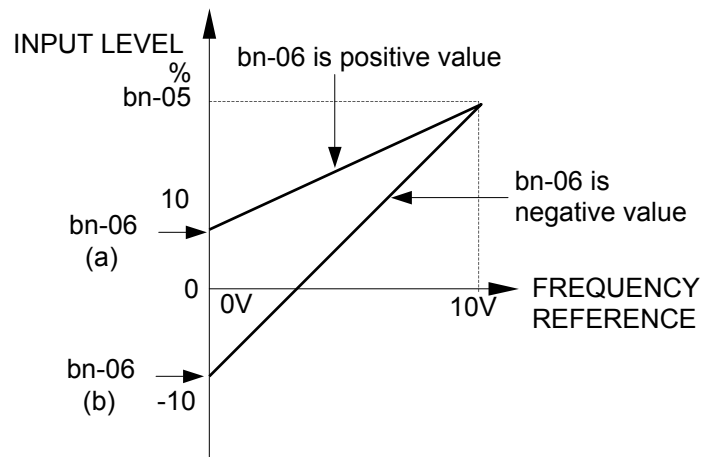 INPUT LEVEL
%
bn-06 is positive value
bn-05
10
bn-06
(a)
bn-06 is
negative value
0
0V
10V
FREQUENCY
REFERENCE
bn-06
(b)
-10